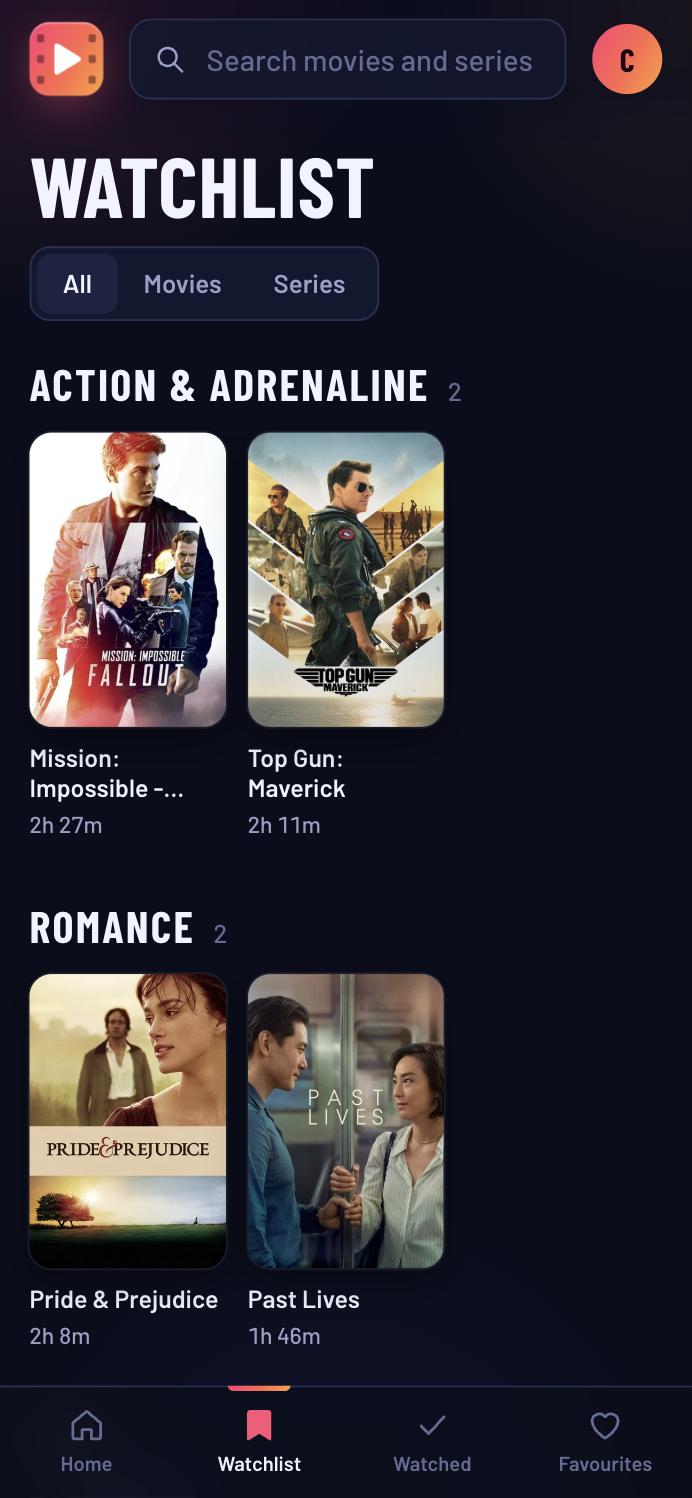 Search movies and series
C
WATCHLIST
All Movies Series
ACTION & ADRENALINE 2
MISSION: IMPOSSIBLE
FALLOUT
TOP GUN
MAVERICK
Mission:
Impossible -...
2h 27m
Top Gun:
Maverick
2h 11m
ROMANCE 2
PRIDE & PREJUDICE
PAST
LIVES
Pride & Prejudice
2h 8m
Past Lives
1h 46m
Home Watchlist Watched Favourites